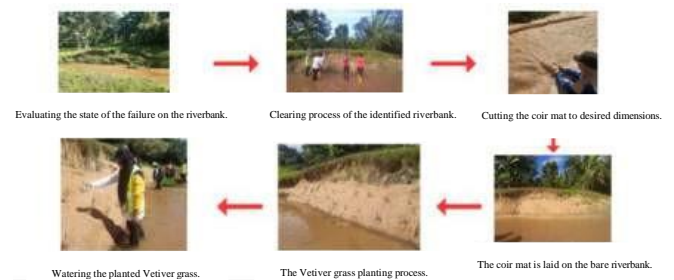 Evaluating the state of the failure on the riverbank.
Clearing process of the identified riverbank.
Cutting the coir mat to desired dimensions.
The coir mat is laid on the bare riverbank.
The Vetiver grass planting process.
Watering the planted Vetiver grass.